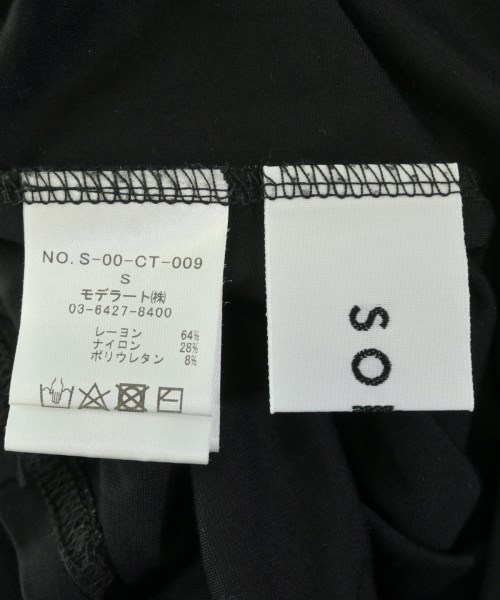 NO. S-00-CT-009
S
モデラート㈱
03-6427-8400
レーヨン 64%
ナイロン 28%
ポリウレタン 8%
SO